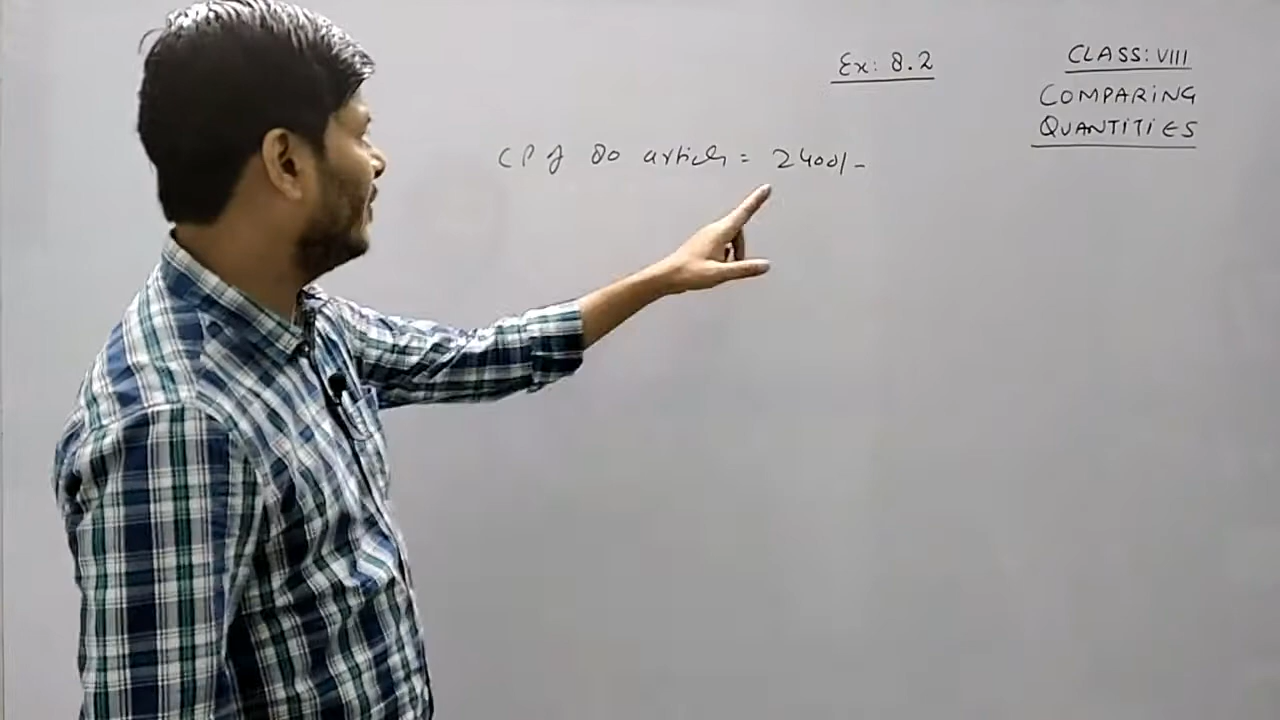 Ex: 8.2
CLASS: VIII
COMPARING
QUANTITIES
CP of 80 articles = 2400/-